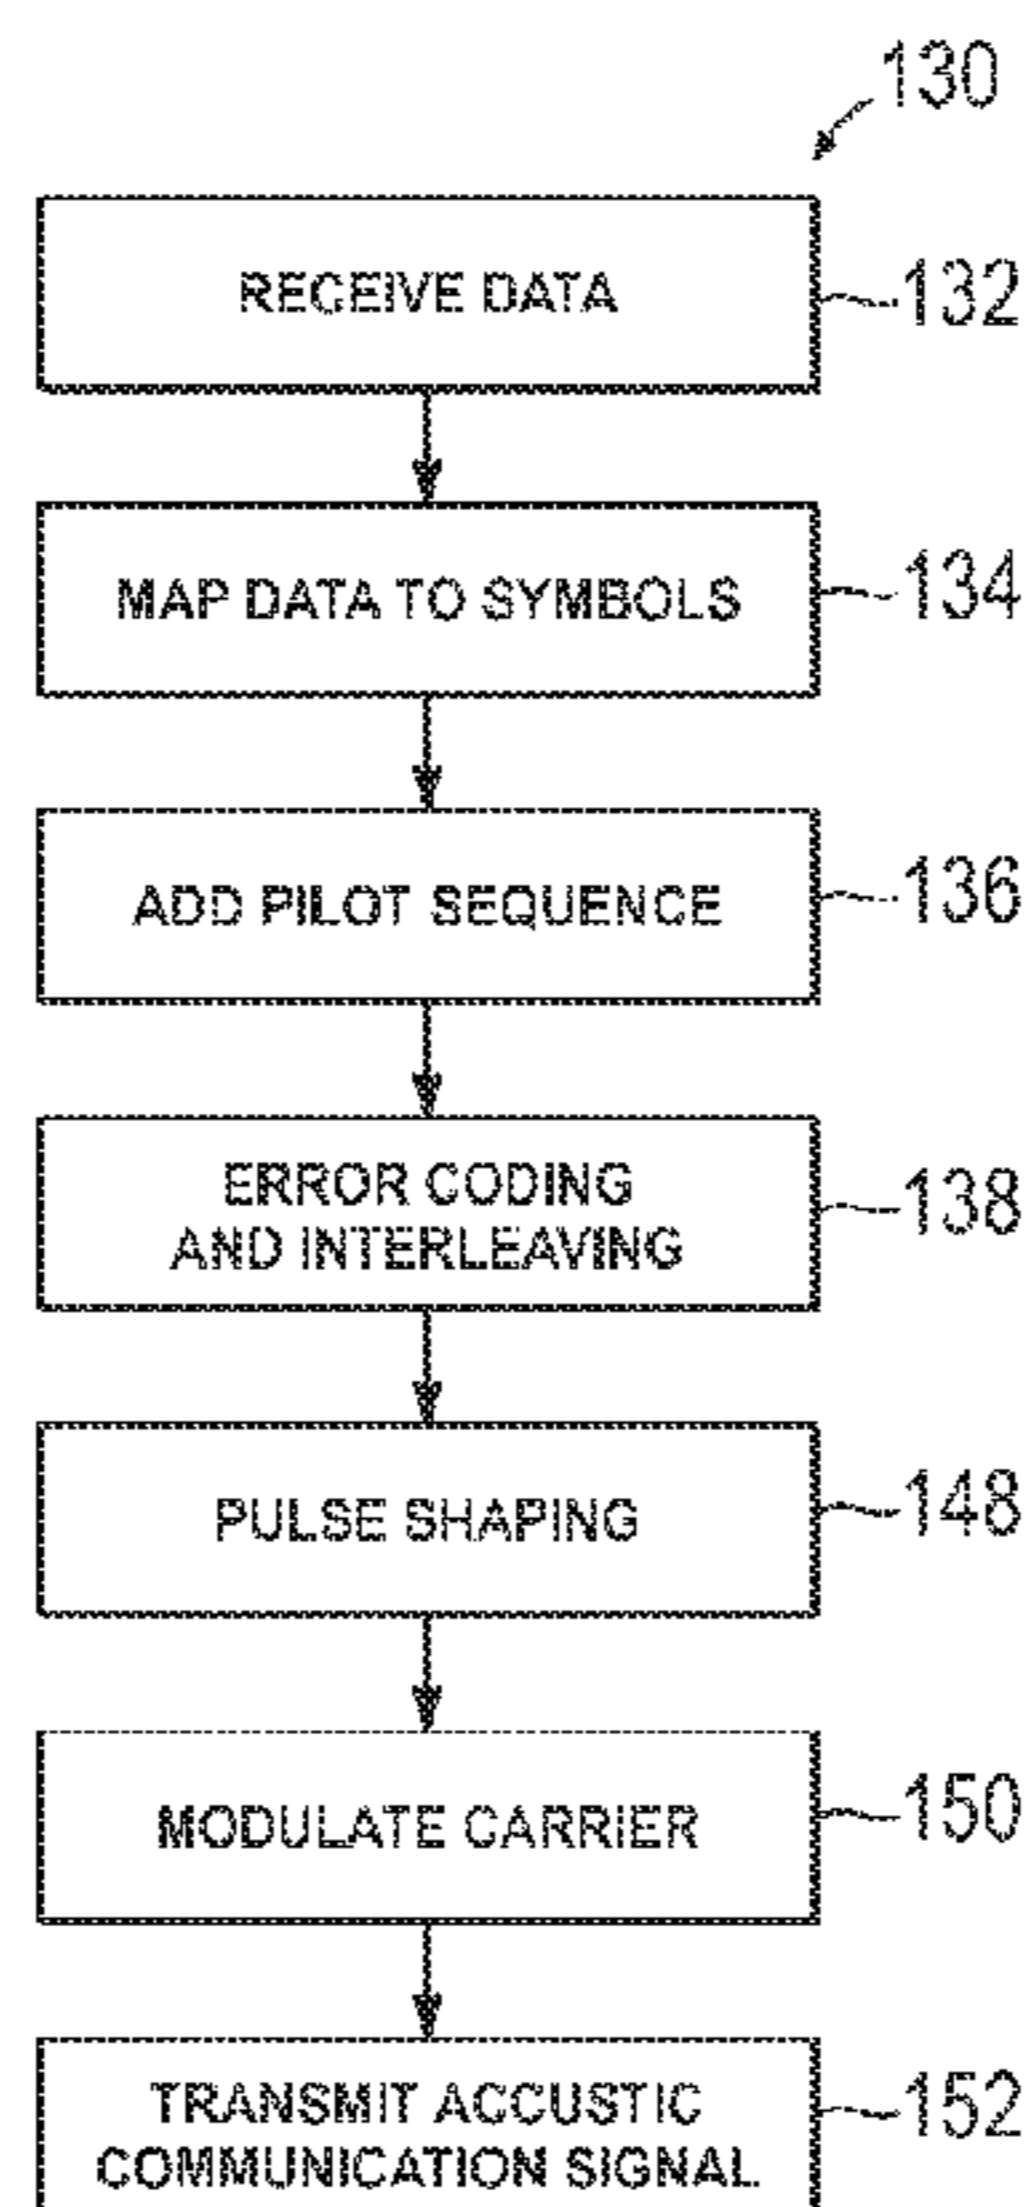 130
RECEIVE DATA
132
MAP DATA TO SYMBOLS
134
ADD PILOT SEQUENCE
136
ERROR CODING
AND INTERLEAVING
138
PULSE SHAPING
148
MODULATE CARRIER
150
TRANSMIT ACCUSTIC
COMMUNICATION SIGNAL
152